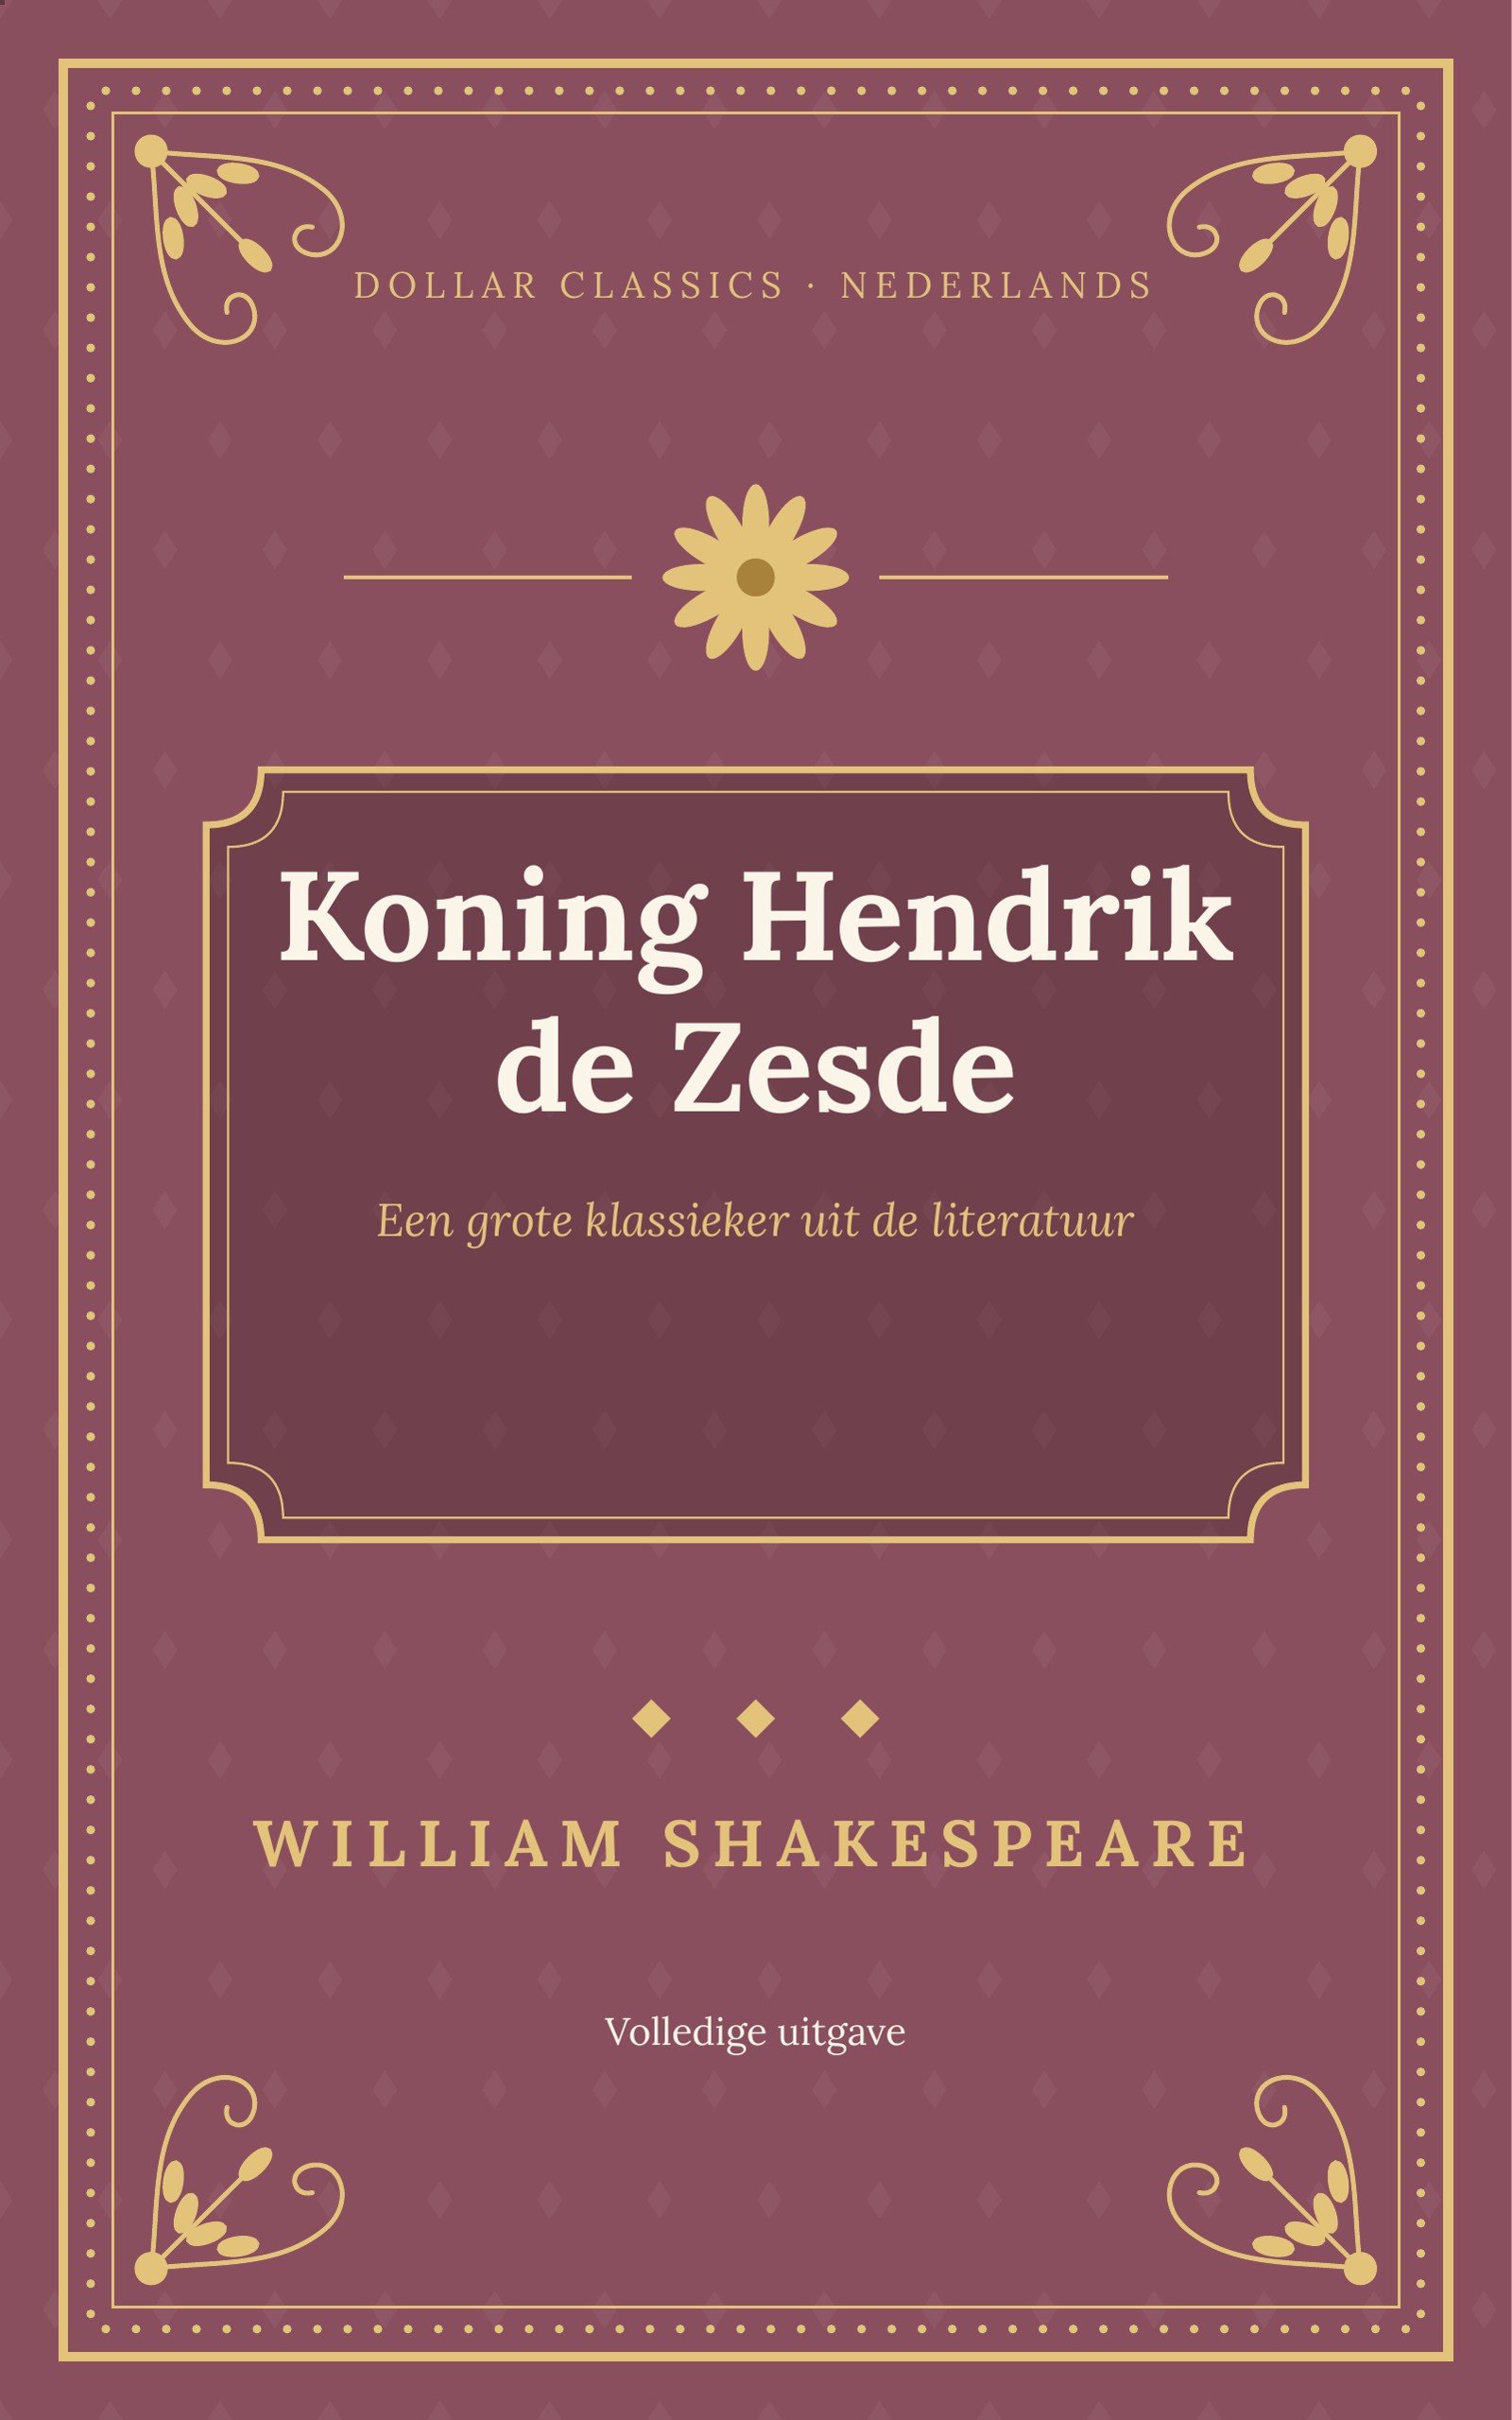 DOLLAR CLASSICS · NEDERLANDS
Koning Hendrik
de Zesde
Een grote klassieker uit de literatuur
WILLIAM SHAKESPEARE
Volledige uitgave